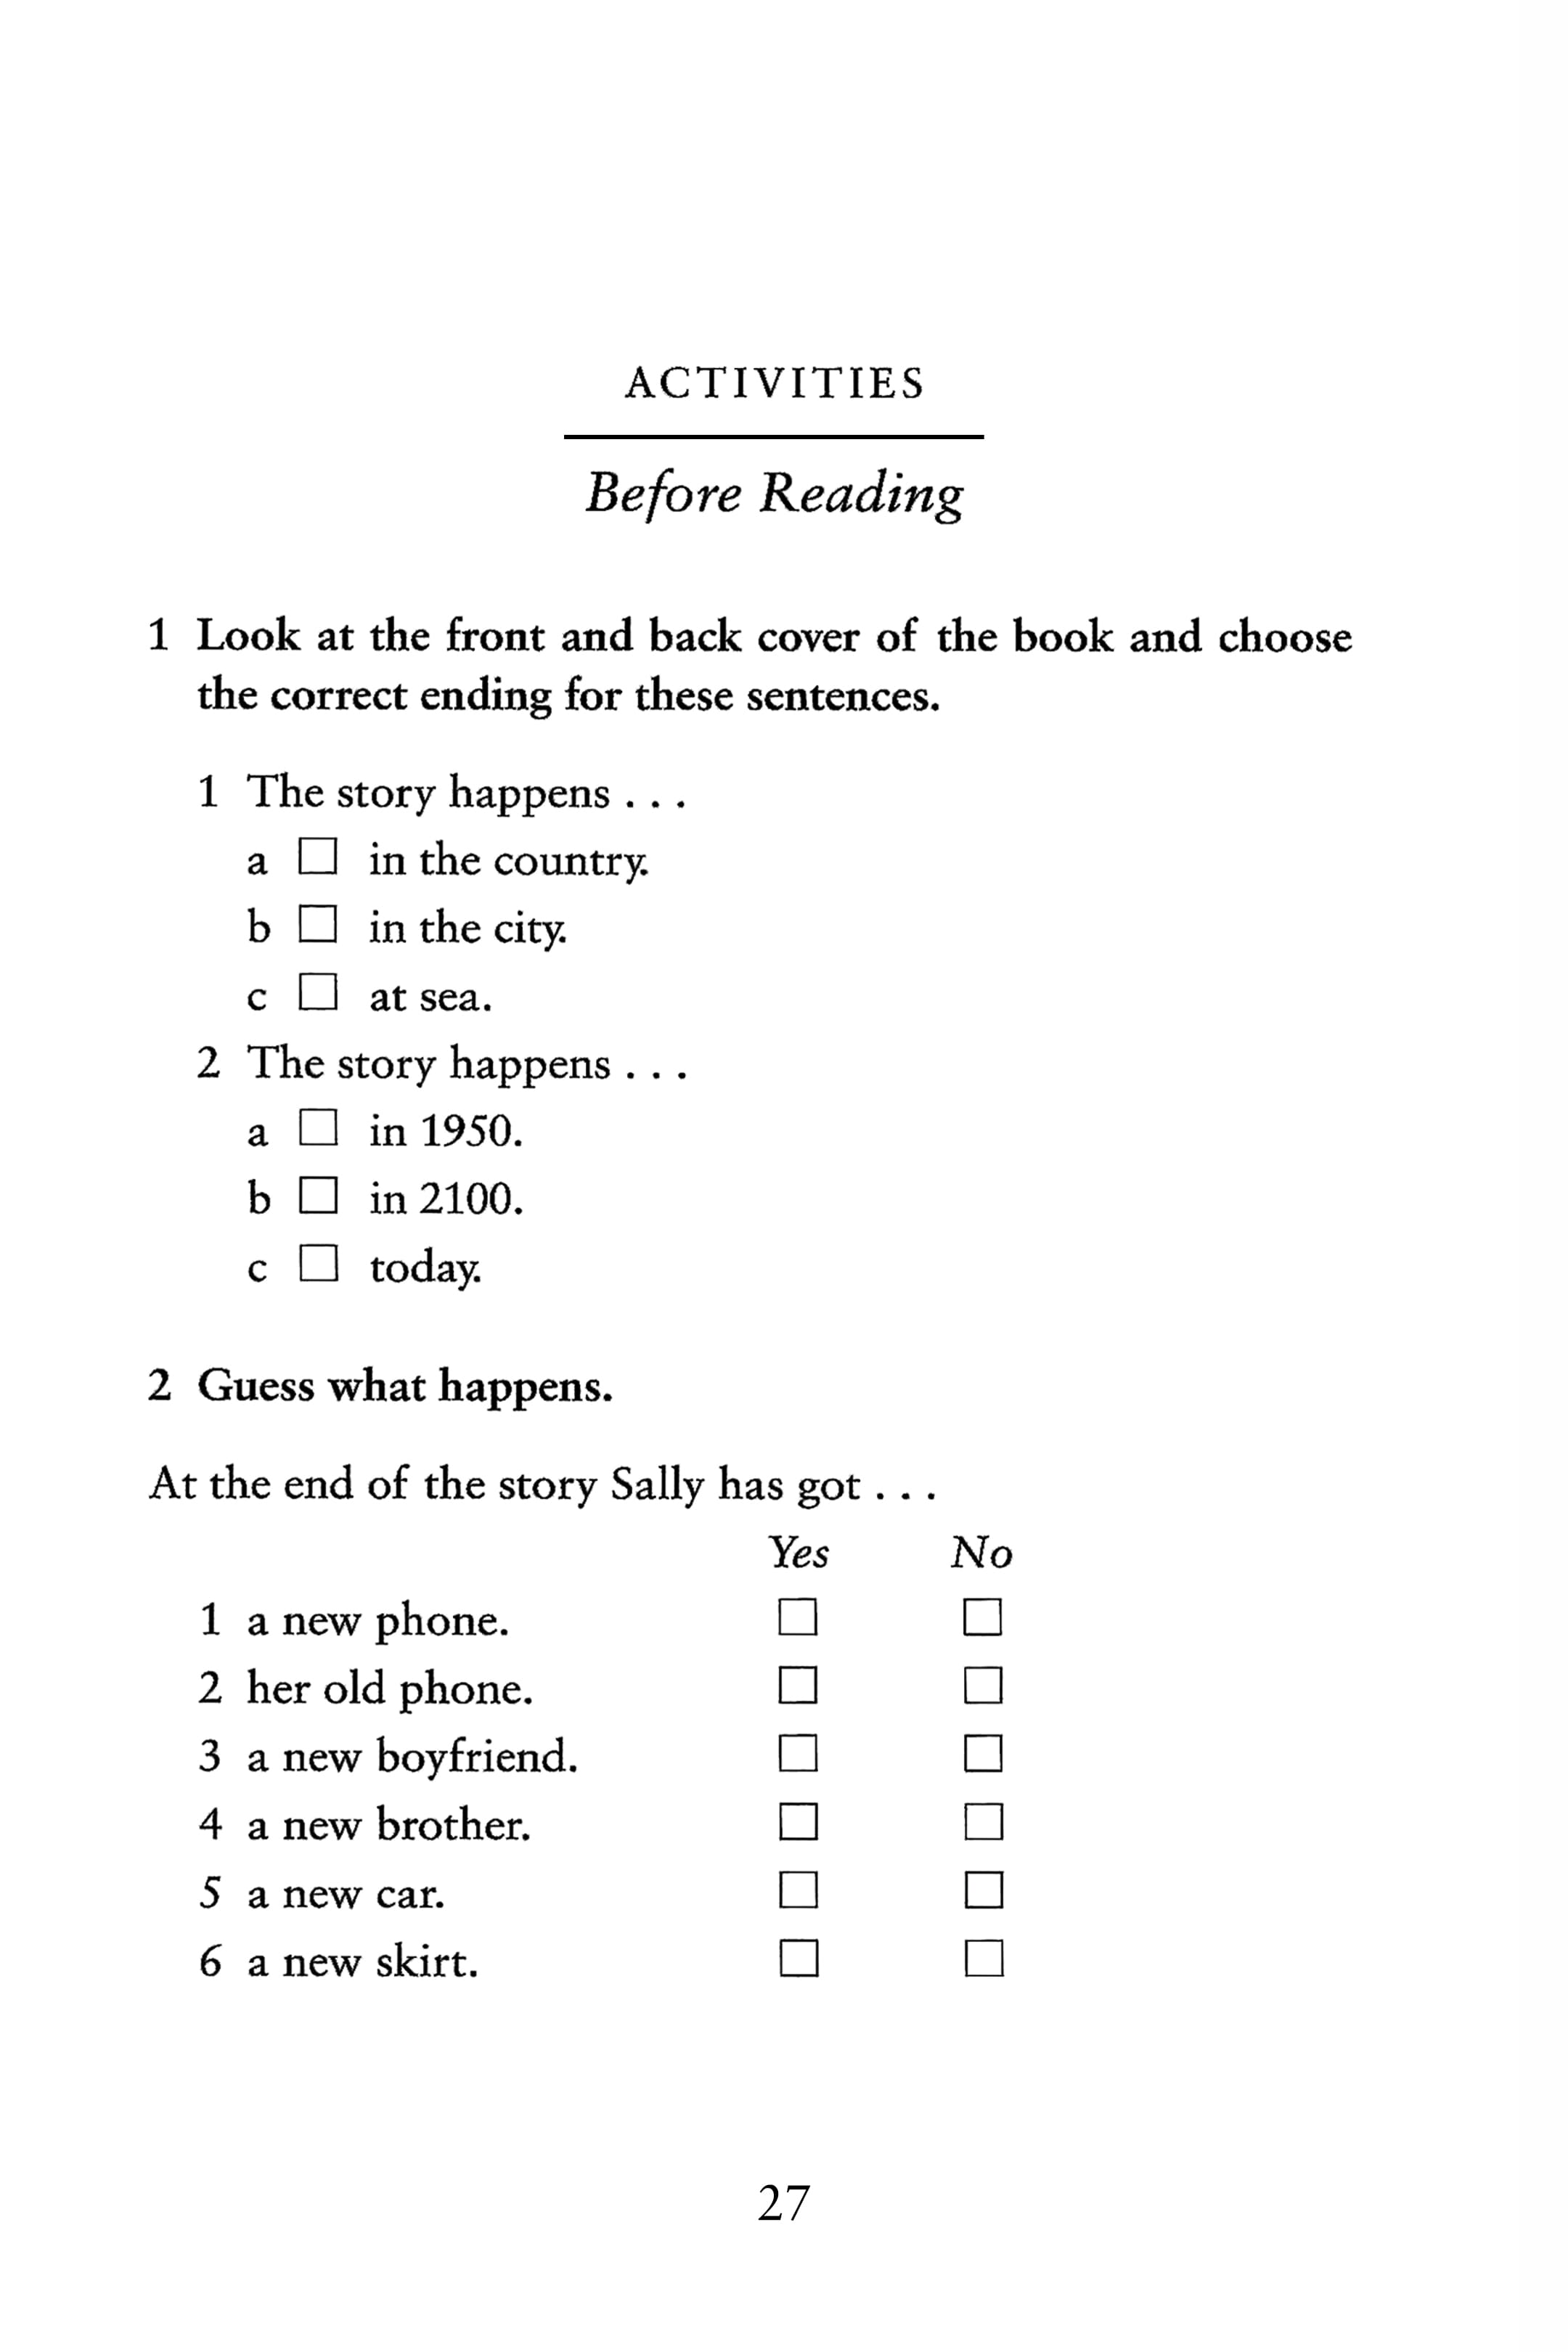 ACTIVITIES
Before Reading
1 Look at the front and back cover of the book and choose
the correct ending for these sentences.
1 The story happens . . .
a □ in the country.
b □ in the city.
c □ at sea.
2 The story happens . . .
a □ in 1950.
b □ in 2100.
c □ today.
2 Guess what happens.
At the end of the story Sally has got . . .
Yes No
1 a new phone. □ □
2 her old phone. □ □
3 a new boyfriend. □ □
4 a new brother. □ □
5 a new car. □ □
6 a new skirt. □ □
27